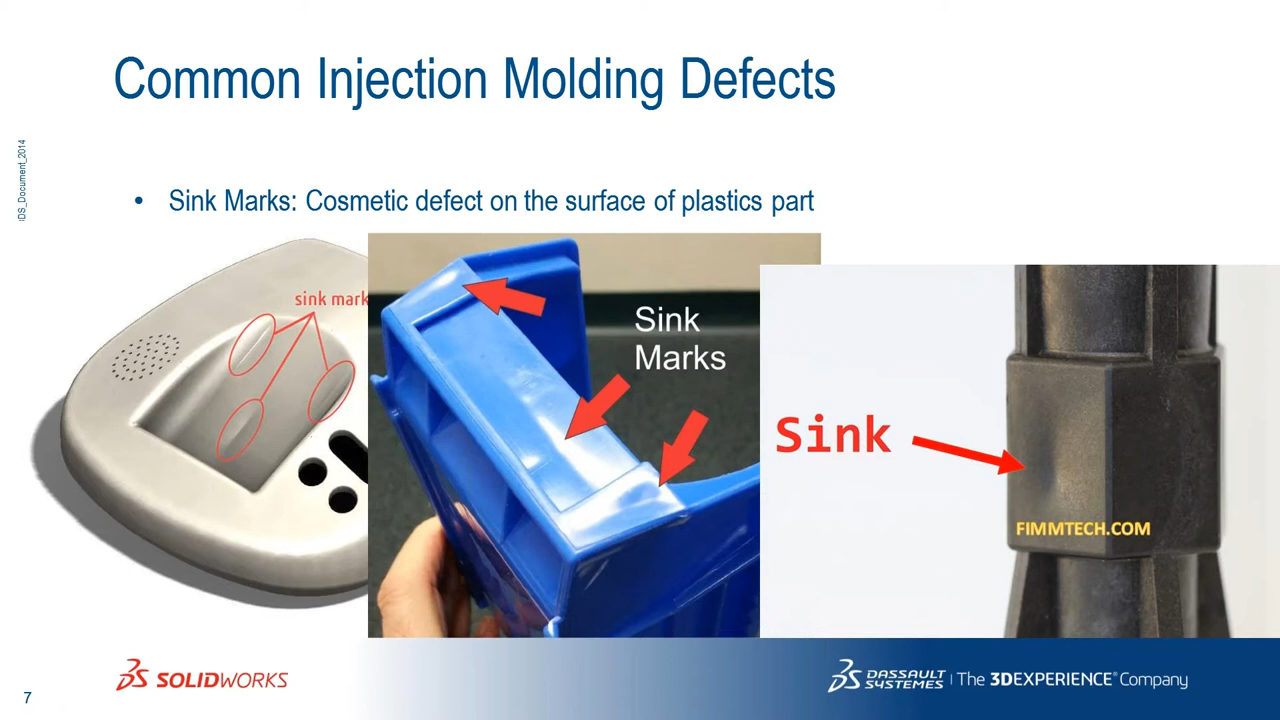 Common Injection Molding Defects
IDS_Document_2014
• Sink Marks: Cosmetic defect on the surface of plastics part
sink mark
Sink
Marks
Sink
FIMMTECH.COM
SOLIDWORKS
DASSAULT
SYSTEMES
The 3DEXPERIENCE® Company
7